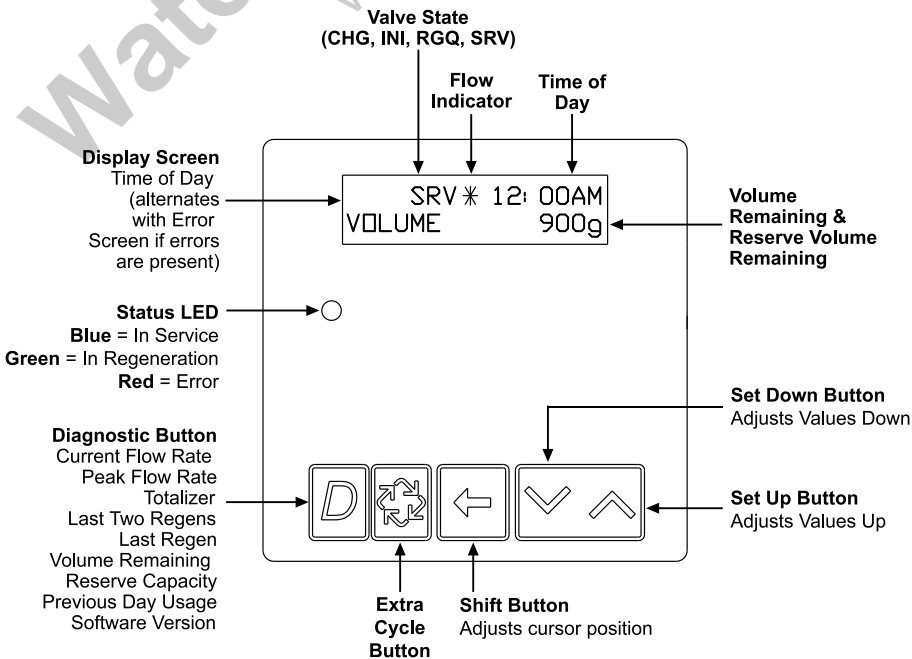 Valve State
(CHG, INI, RGQ, SRV)
Flow
Indicator
Time of
Day
Display Screen
Time of Day
(alternates
with Error
Screen if errors
are present)
SRV * 12:00AM
VOLUME 900g
Volume
Remaining &
Reserve Volume
Remaining
Status LED
Blue = In Service
Green = In Regeneration
Red = Error
Set Down Button
Adjusts Values Down
Diagnostic Button
Current Flow Rate
Peak Flow Rate
Totalizer
Last Two Regens
Last Regen
Volume Remaining
Reserve Capacity
Previous Day Usage
Software Version
D
Set Up Button
Adjusts Values Up
Extra
Cycle
Button
Shift Button
Adjusts cursor position